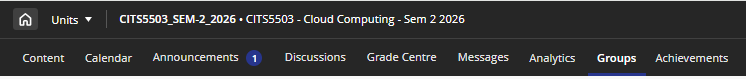 Units CITS5503_SEM-2_2026 • CITS5503 - Cloud Computing - Sem 2 2026
Content Calendar Announcements 1 Discussions Grade Centre Messages Analytics Groups Achievements